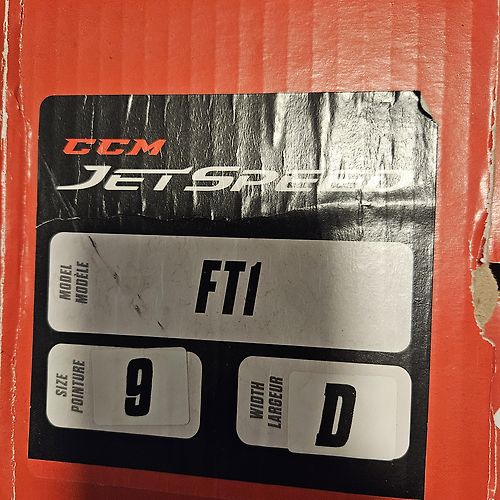 CCM
JETSPEED
MODEL
MODÈLE
FT1
SIZE
POINTURE
9
WIDTH
LARGEUR
D